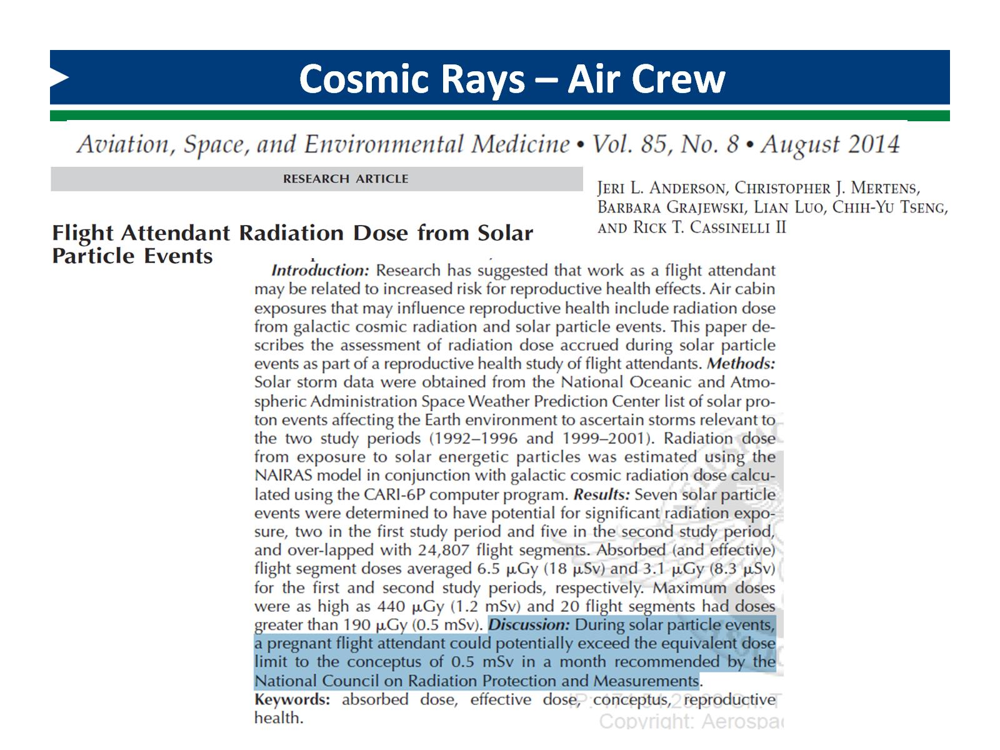 Cosmic Rays – Air Crew
Aviation, Space, and Environmental Medicine • Vol. 85, No. 8 • August 2014
RESEARCH ARTICLE
JERI L. ANDERSON, CHRISTOPHER J. MERTENS,
BARBARA GRAJEWSKI, LIAN LUO, CHIH-YU TSENG,
AND RICK T. CASSINELLI II
Flight Attendant Radiation Dose from Solar
Particle Events
Introduction: Research has suggested that work as a flight attendant
may be related to increased risk for reproductive health effects. Air cabin
exposures that may influence reproductive health include radiation dose
from galactic cosmic radiation and solar particle events. This paper de-
scribes the assessment of radiation dose accrued during solar particle
events as part of a reproductive health study of flight attendants. Methods:
Solar storm data were obtained from the National Oceanic and Atmo-
spheric Administration Space Weather Prediction Center list of solar pro-
ton events affecting the Earth environment to ascertain storms relevant to
the two study periods (1992–1996 and 1999–2001). Radiation dose
from exposure to solar energetic particles was estimated using the
NAIRAS model in conjunction with galactic cosmic radiation dose calcu-
lated using the CARI-6P computer program. Results: Seven solar particle
events were determined to have potential for significant radiation expo-
sure, two in the first study period and five in the second study period,
and over-lapped with 24,807 flight segments. Absorbed (and effective)
flight segment doses averaged 6.5 μGy (18 μSv) and 3.1 μGy (8.3 μSv)
for the first and second study periods, respectively. Maximum doses
were as high as 440 μGy (1.2 mSv) and 20 flight segments had doses
greater than 190 μGy (0.5 mSv). Discussion: During solar particle events,
a pregnant flight attendant could potentially exceed the equivalent dose
limit to the conceptus of 0.5 mSv in a month recommended by the
National Council on Radiation Protection and Measurements.
Keywords: absorbed dose, effective dose, conceptus, reproductive
health.
Copyright: